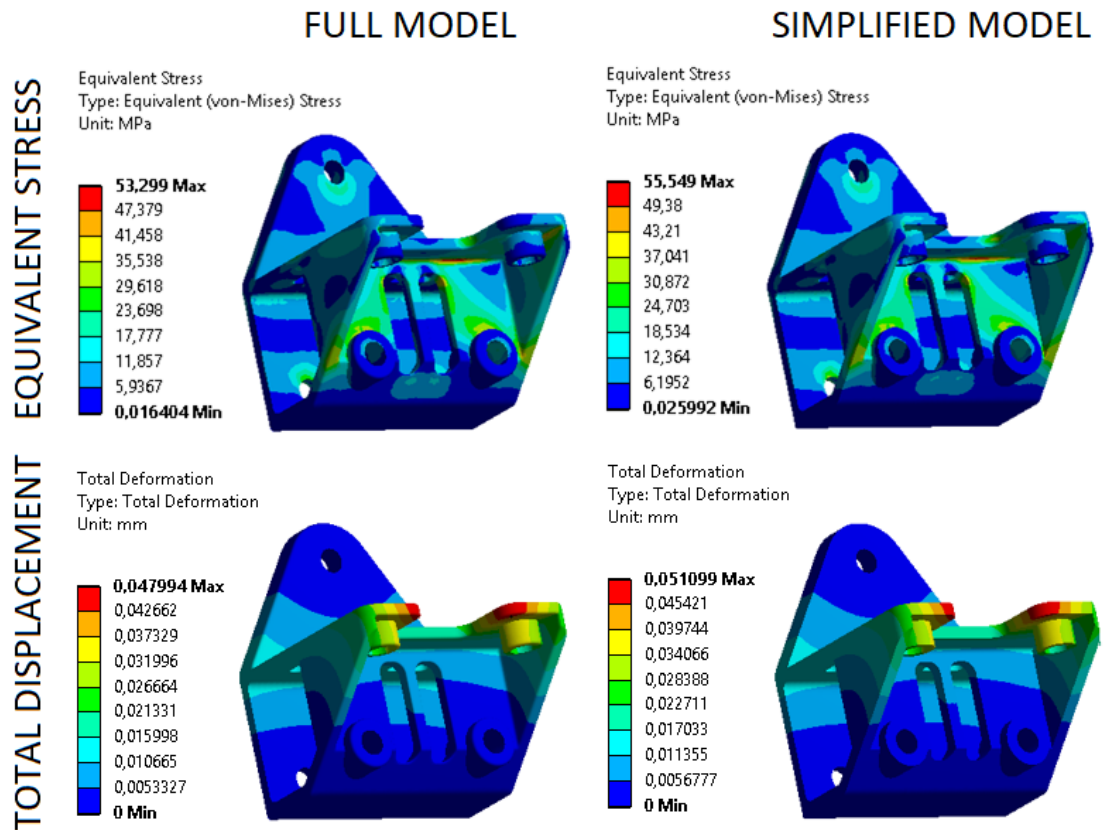 FULL MODEL
SIMPLIFIED MODEL
EQUIVALENT STRESS
Equivalent Stress
Type: Equivalent (von-Mises) Stress
Unit: MPa
53,299 Max
47,379
41,458
35,538
29,618
23,698
17,777
11,857
5,9367
0,016404 Min
Equivalent Stress
Type: Equivalent (von-Mises) Stress
Unit: MPa
55,549 Max
49,38
43,21
37,041
30,872
24,703
18,534
12,364
6,1952
0,025992 Min
TOTAL DISPLACEMENT
Total Deformation
Type: Total Deformation
Unit: mm
0,047994 Max
0,042662
0,037329
0,031996
0,026664
0,021331
0,015998
0,010665
0,0053327
0 Min
Total Deformation
Type: Total Deformation
Unit: mm
0,051099 Max
0,045421
0,039744
0,034066
0,028388
0,022711
0,017033
0,011355
0,0056777
0 Min